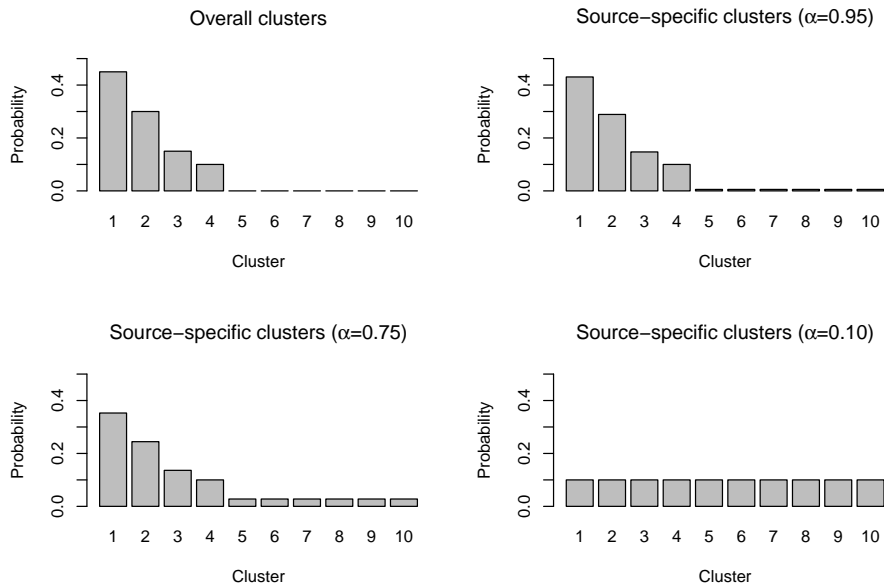 Overall clusters
Probability
0.0 0.2 0.4
1 2 3 4 5 6 7 8 9 10
Cluster
Source−specific clusters (α=0.95)
Probability
0.0 0.2 0.4
1 2 3 4 5 6 7 8 9 10
Cluster
Source−specific clusters (α=0.75)
Probability
0.0 0.2 0.4
1 2 3 4 5 6 7 8 9 10
Cluster
Source−specific clusters (α=0.10)
Probability
0.0 0.2 0.4
1 2 3 4 5 6 7 8 9 10
Cluster